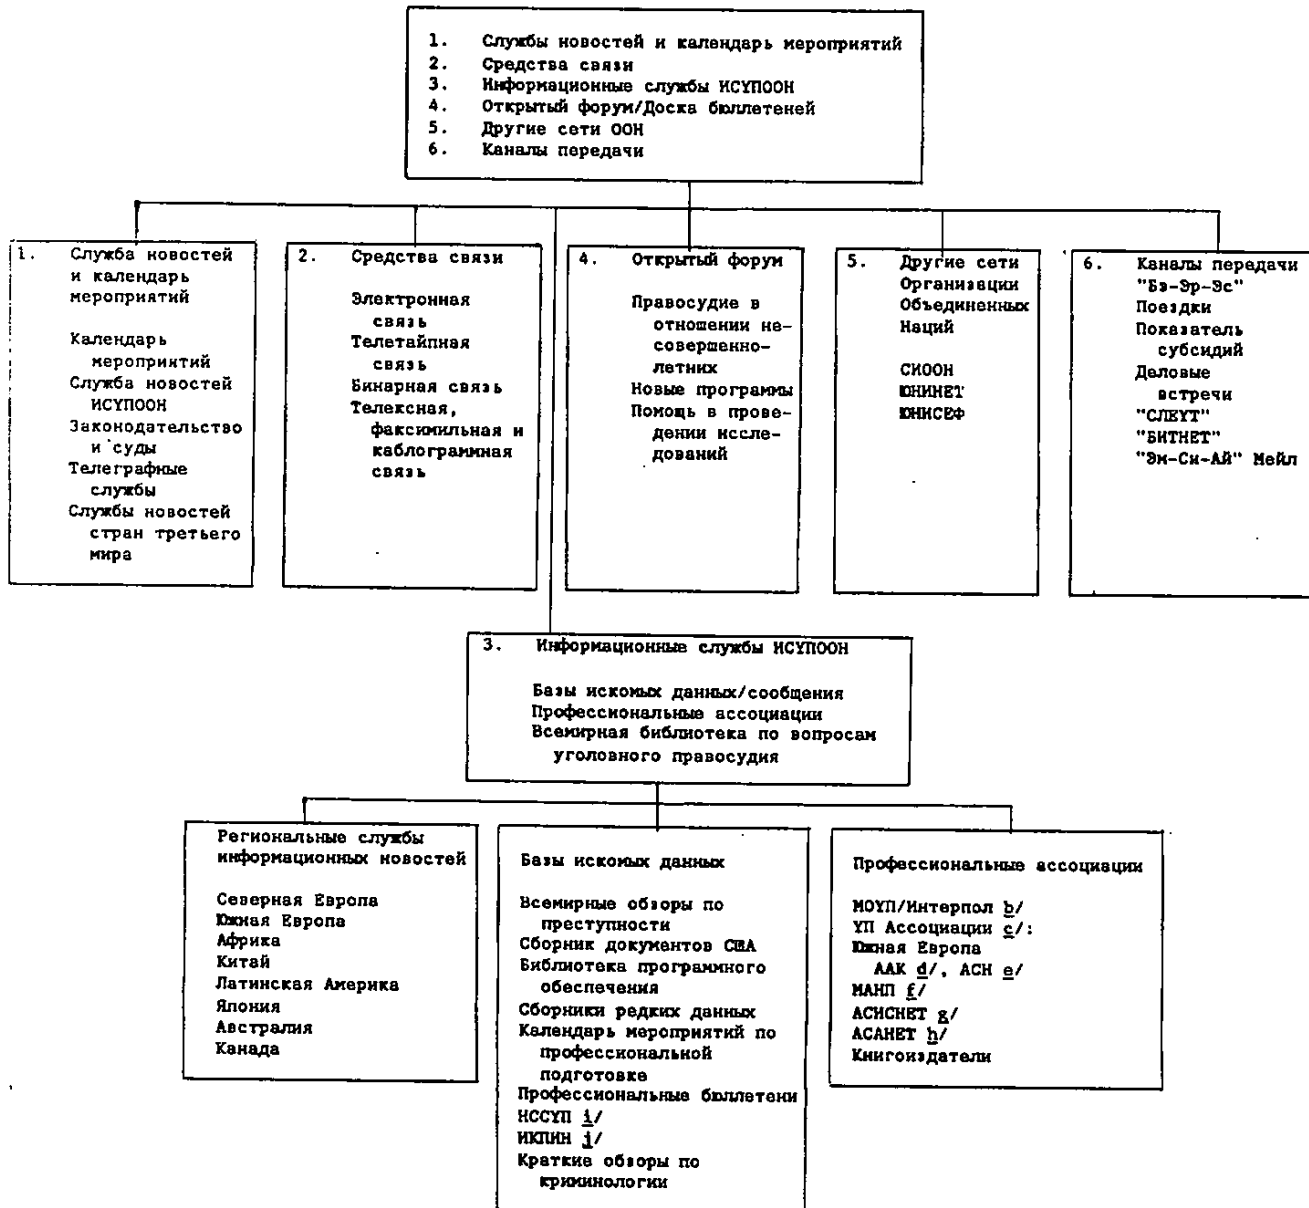 1. Службы новостей и календарь мероприятий
2. Средства связи
3. Информационные службы ИСУПООН
4. Открытый форум/Доска бюллетеней
5. Другие сети ООН
6. Каналы передачи
1. Служба новостей
и календарь
мероприятий
Календарь
мероприятий
Служба новостей
ИСУПООН
Законодательство
и суды
Телеграфные
службы
Службы новостей
стран третьего
мира
2. Средства связи
Электронная
связь
Телетайпная
связь
Бинарная связь
Телексная,
факсимильная и
каблограммная
связь
4. Открытый форум
Правосудие в
отношении не-
совершенно-
летних
Новые программы
Помощь в прове-
дении иссле-
дований
5. Другие сети
Организации
Объединенных
Наций
СИООН
ЮНИНЕТ
ЮНИСЕФ
6. Каналы передачи
"Бэ-Эр-Эс"
Поездки
Показатель
субсидий
Деловые
встречи
"СЛЕУТ"
"БИТНЕТ"
"Эм-Си-Ай" Мейл
3. Информационные службы ИСУПООН
Базы искомых данных/сообщения
Профессиональные ассоциации
Всемирная библиотека по вопросам
уголовного правосудия
Региональные службы
информационных новостей
Северная Европа
Южная Европа
Африка
Китай
Латинская Америка
Япония
Австралия
Канада
Базы искомых данных
Всемирные обзоры по
преступности
Сборник документов США
Библиотека программного
обеспечения
Сборники редких данных
Календарь мероприятий по
профессиональной
подготовке
Профессиональные бюллетени
НССУП i/
ИКПИН j/
Краткие обзоры по
криминологии
Профессиональные ассоциации
МОУП/Интерпол b/
УП Ассоциации c/:
Южная Европа
ААК d/, АСН e/
МАНП f/
АСИСНЕТ g/
АСАНЕТ h/
Книгоиздатели